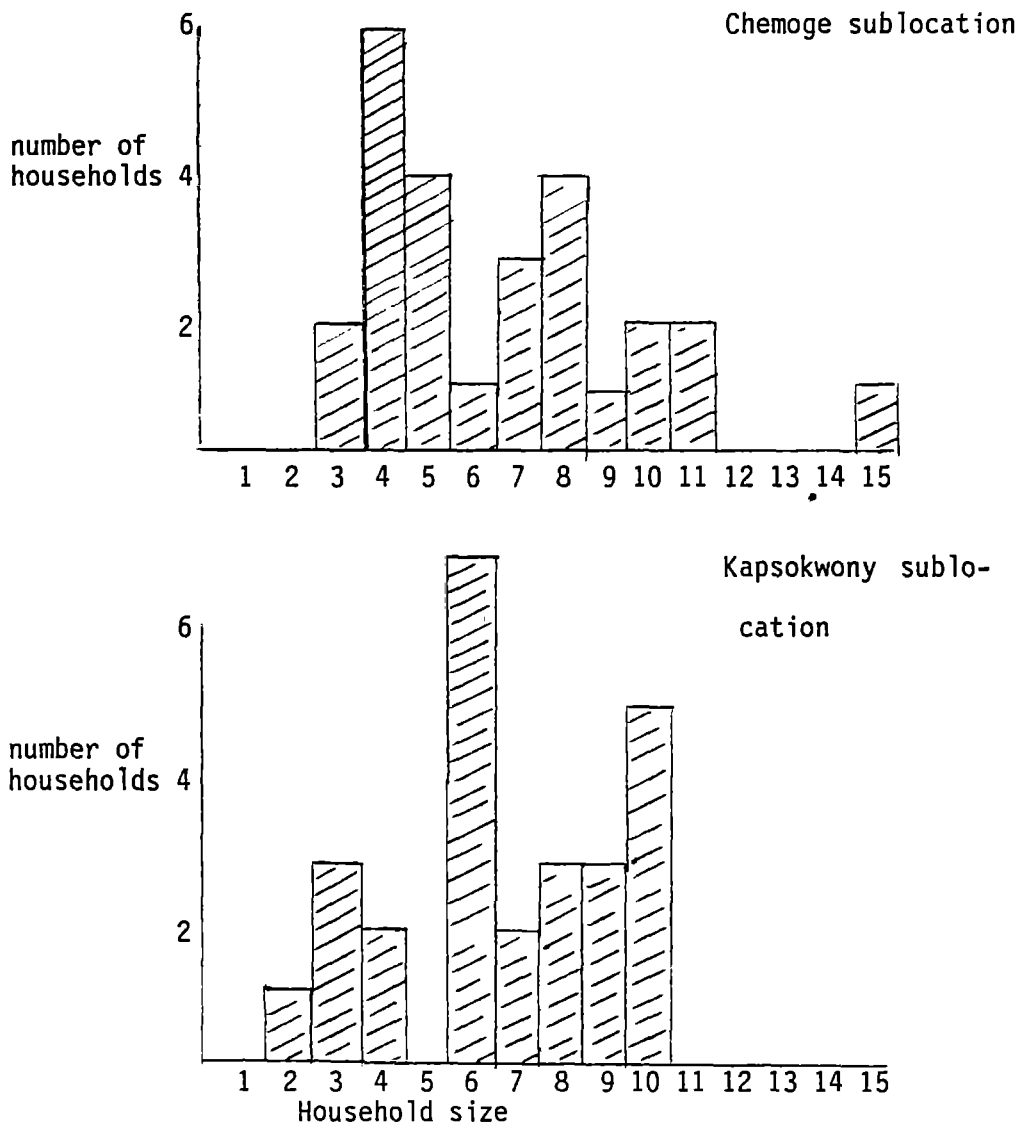 6
Chemoge sublocation
number of
households 4
2
1 2 3 4 5 6 7 8 9 10 11 12 13 14 15
Kapsokwony sublo-
6
cation
number of
households 4
2
1 2 3 4 5 6 7 8 9 10 11 12 13 14 15
Household size